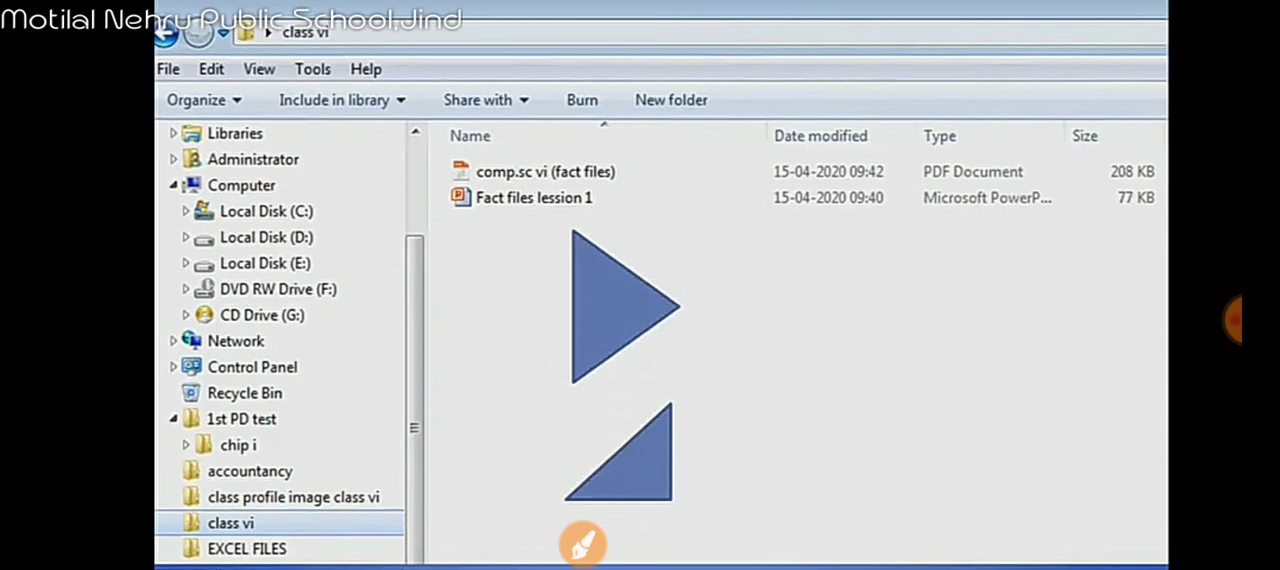 Motilal Nehru Public School,Jind
class vi
File Edit View Tools Help
Organize Include in library Share with Burn New folder
Name Date modified Type Size
Libraries
Administrator
Computer
Local Disk (C:)
Local Disk (D:)
Local Disk (E:)
DVD RW Drive (F:)
CD Drive (G:)
Network
Control Panel
Recycle Bin
1st PD test
chip i
accountancy
class profile image class vi
class vi
EXCEL FILES
comp.sc vi (fact files) 15-04-2020 09:42 PDF Document 208 KB
Fact files lession 1 15-04-2020 09:40 Microsoft PowerP... 77 KB